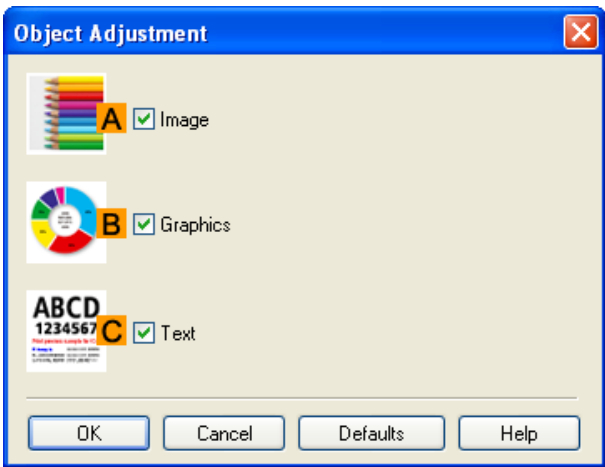 Object Adjustment
A
Image
B
Graphics
ABCD
1234567
C
Text
OK
Cancel
Defaults
Help